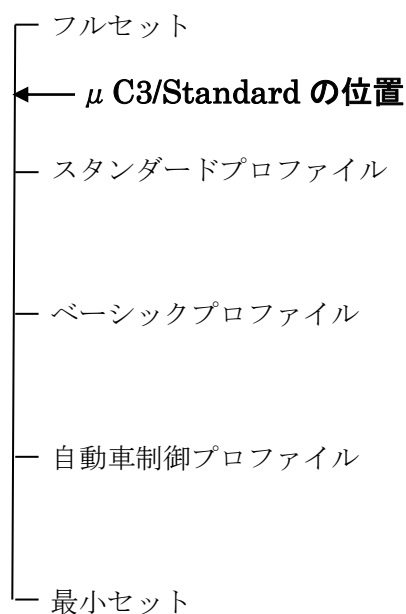 フルセット
μ C3/Standard の位置
スタンダードプロファイル
ベーシックプロファイル
自動車制御プロファイル
最小セット